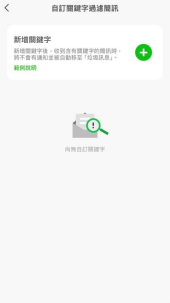 自訂關鍵字過濾簡訊
新增關鍵字
新增關鍵字後，收到含有關鍵字的簡訊時，
將不會有通知並被自動移至「垃圾訊息」。
範例說明
尚無自訂關鍵字